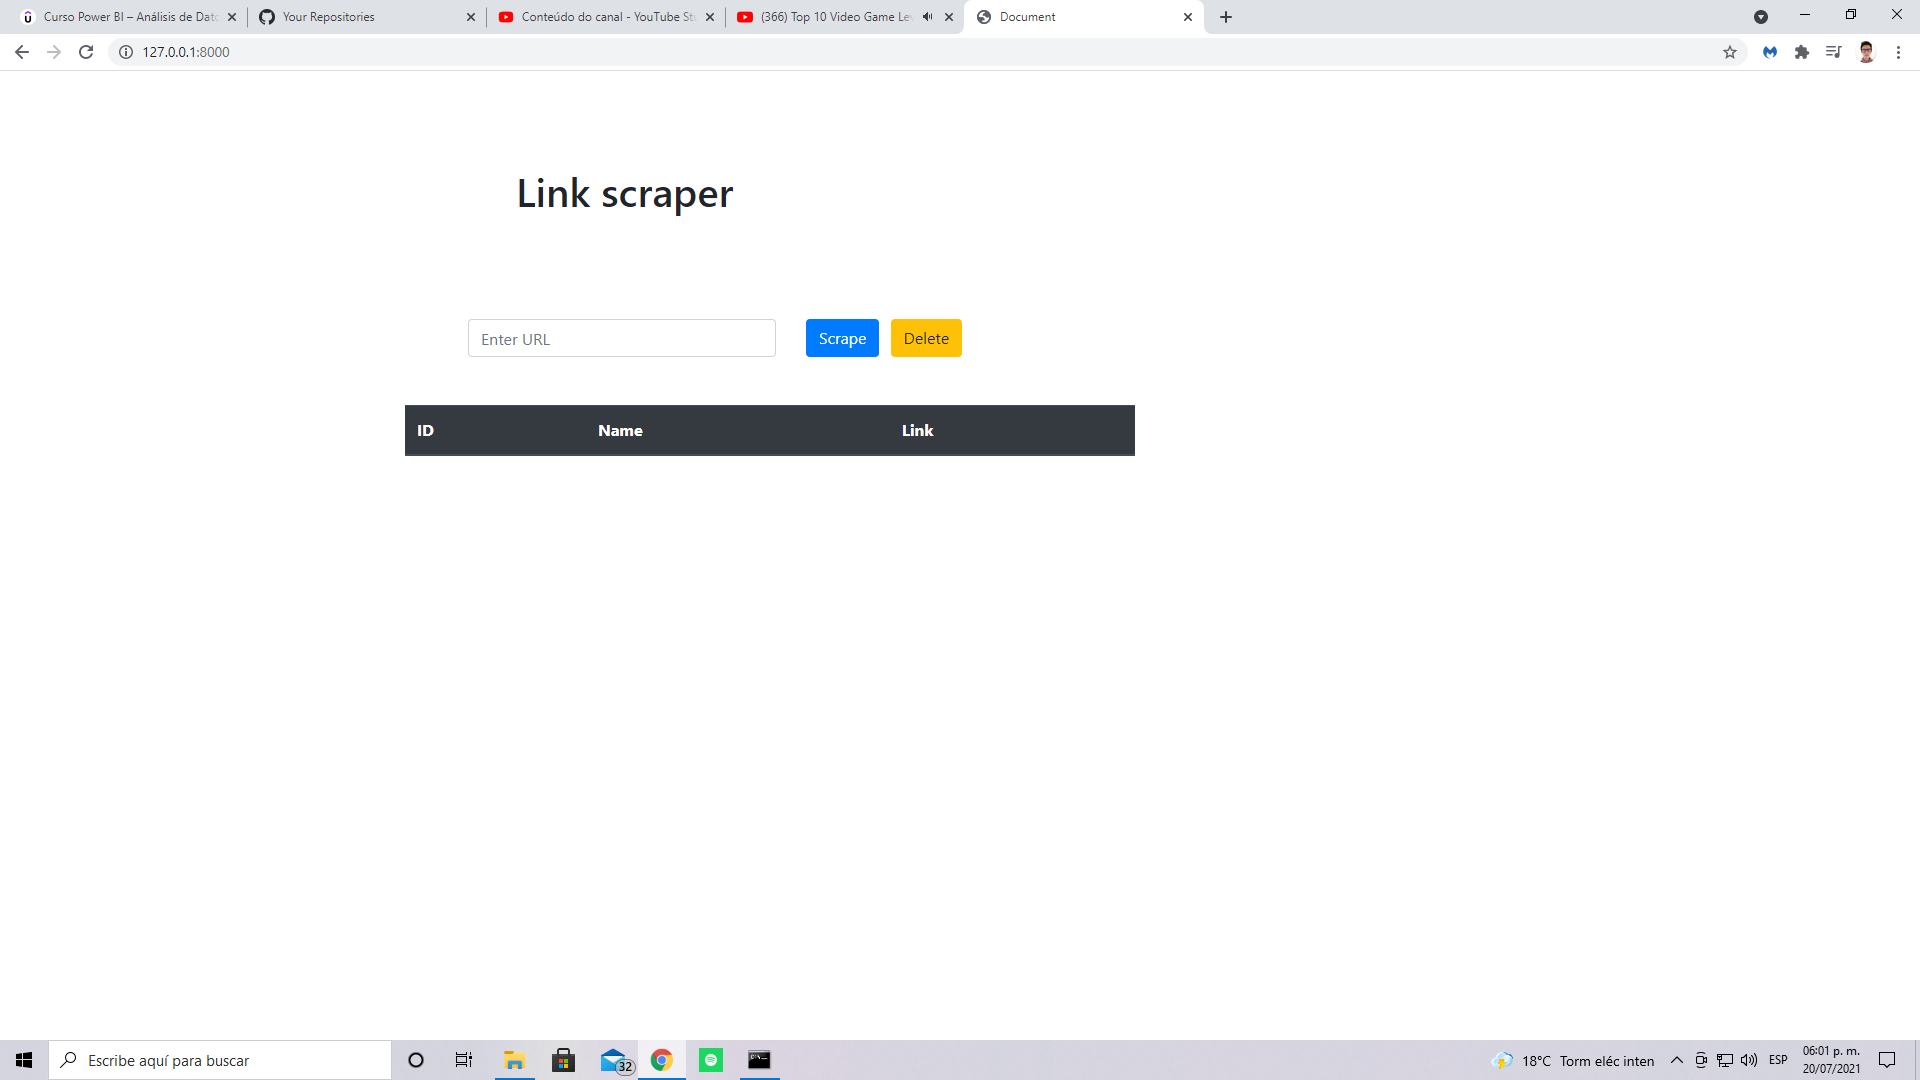 Curso Power BI – Análisis de Dato
Your Repositories
Conteúdo do canal - YouTube St
(366) Top 10 Video Game Lev
Document
127.0.0.1:8000
Link scraper
Enter URL
Scrape
Delete
ID
Name
Link
Escribe aquí para buscar
32
18°C Torm eléc inten
ESP
06:01 p. m.
20/07/2021